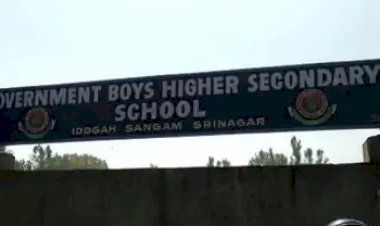 OVERNMENT BOYS HIGHER SECONDARY
SCHOOL
IDDGAH SANGAM SRINAGAR